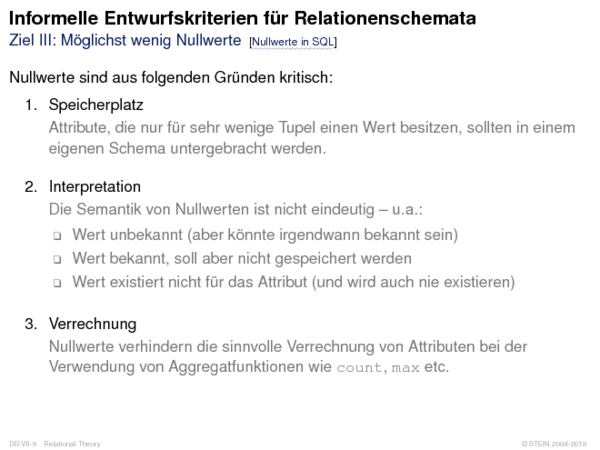 Informelle Entwurfskriterien für Relationenschemata
Ziel III: Möglichst wenig Nullwerte [Nullwerte in SQL]
Nullwerte sind aus folgenden Gründen kritisch:
1. Speicherplatz
Attribute, die nur für sehr wenige Tupel einen Wert besitzen, sollten in einem
eigenen Schema untergebracht werden.
2. Interpretation
Die Semantik von Nullwerten ist nicht eindeutig – u.a.:
❑ Wert unbekannt (aber könnte irgendwann bekannt sein)
❑ Wert bekannt, soll aber nicht gespeichert werden
❑ Wert existiert nicht für das Attribut (und wird auch nie existieren)
3. Verrechnung
Nullwerte verhindern die sinnvolle Verrechnung von Attributen bei der
Verwendung von Aggregatfunktionen wie count, max etc.
DB:VII-9 Relational Theory © STEIN 2004-2018